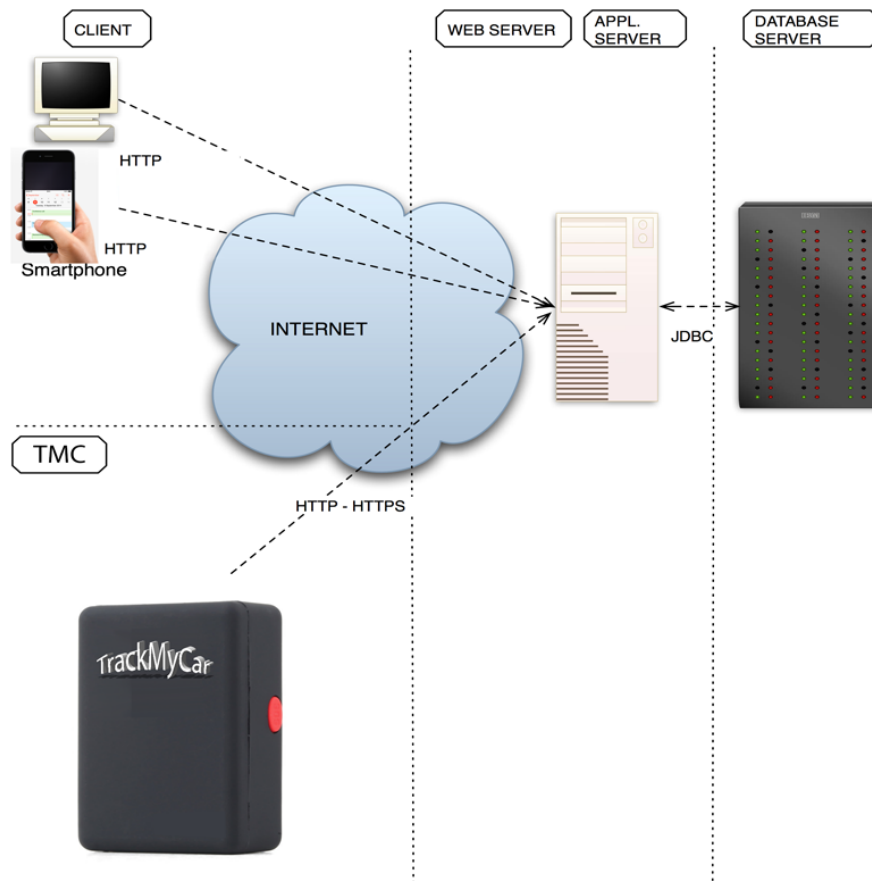 CLIENT
WEB SERVER
APPL.
SERVER
DATABASE
SERVER
HTTP
HTTP
Smartphone
INTERNET
JDBC
TMC
HTTP - HTTPS
TrackMyCar